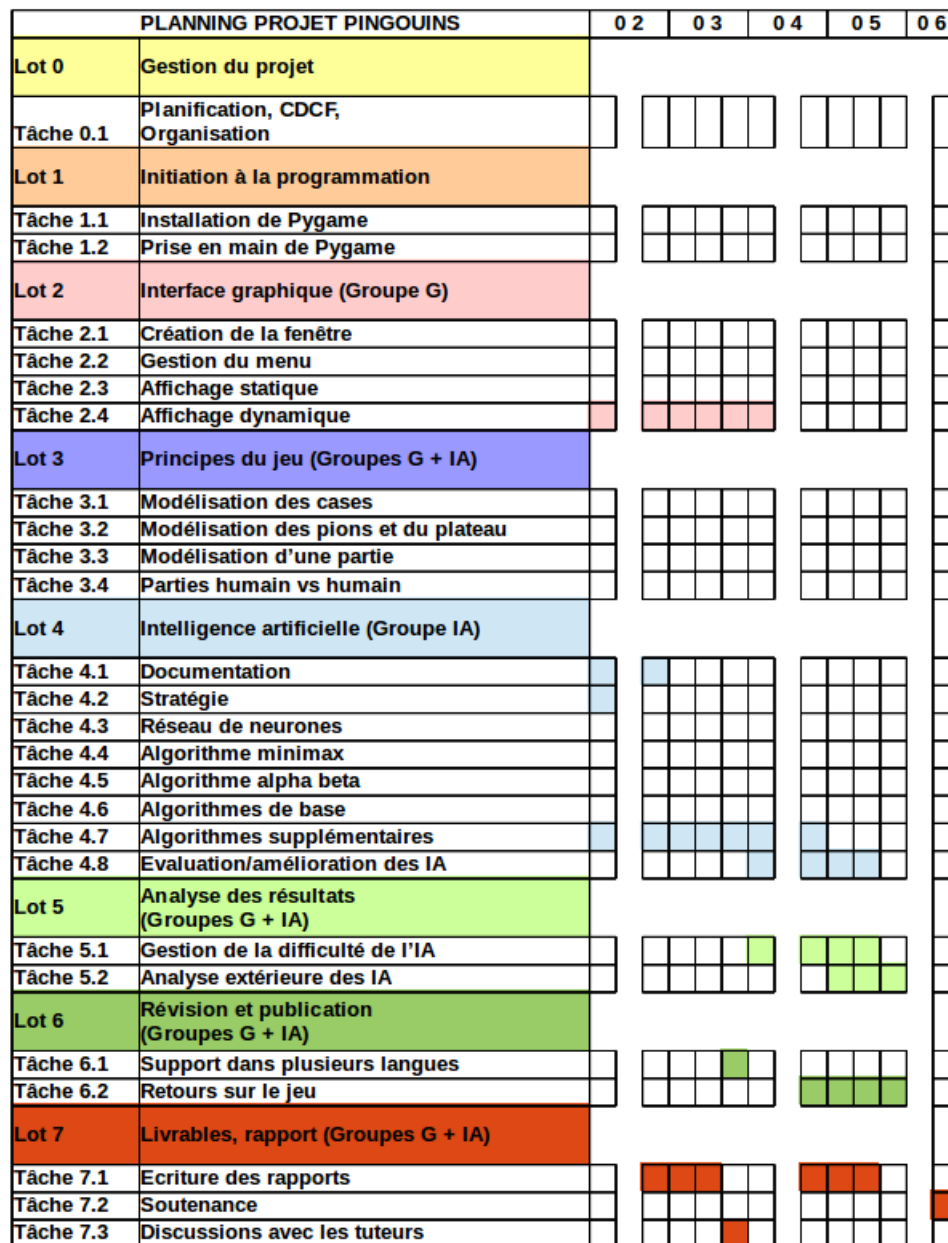 PLANNING PROJET PINGOUINS 0 2 0 3 0 4 0 5 0 6
Lot 0 Gestion du projet
Planification, CDCF,
Tâche 0.1 Organisation
Lot 1 Initiation à la programmation
Tâche 1.1 Installation de Pygame
Tâche 1.2 Prise en main de Pygame
Lot 2 Interface graphique (Groupe G)
Tâche 2.1 Création de la fenêtre
Tâche 2.2 Gestion du menu
Tâche 2.3 Affichage statique
Tâche 2.4 Affichage dynamique
Lot 3 Principes du jeu (Groupes G + IA)
Tâche 3.1 Modélisation des cases
Tâche 3.2 Modélisation des pions et du plateau
Tâche 3.3 Modélisation d’une partie
Tâche 3.4 Parties humain vs humain
Lot 4 Intelligence artificielle (Groupe IA)
Tâche 4.1 Documentation
Tâche 4.2 Stratégie
Tâche 4.3 Réseau de neurones
Tâche 4.4 Algorithme minimax
Tâche 4.5 Algorithme alpha beta
Tâche 4.6 Algorithmes de base
Tâche 4.7 Algorithmes supplémentaires
Tâche 4.8 Evaluation/amélioration des IA
Lot 5 Analyse des résultats
(Groupes G + IA)
Tâche 5.1 Gestion de la difficulté de l’IA
Tâche 5.2 Analyse extérieure des IA
Lot 6 Révision et publication
(Groupes G + IA)
Tâche 6.1 Support dans plusieurs langues
Tâche 6.2 Retours sur le jeu
Lot 7 Livrables, rapport (Groupes G + IA)
Tâche 7.1 Ecriture des rapports
Tâche 7.2 Soutenance
Tâche 7.3 Discussions avec les tuteurs